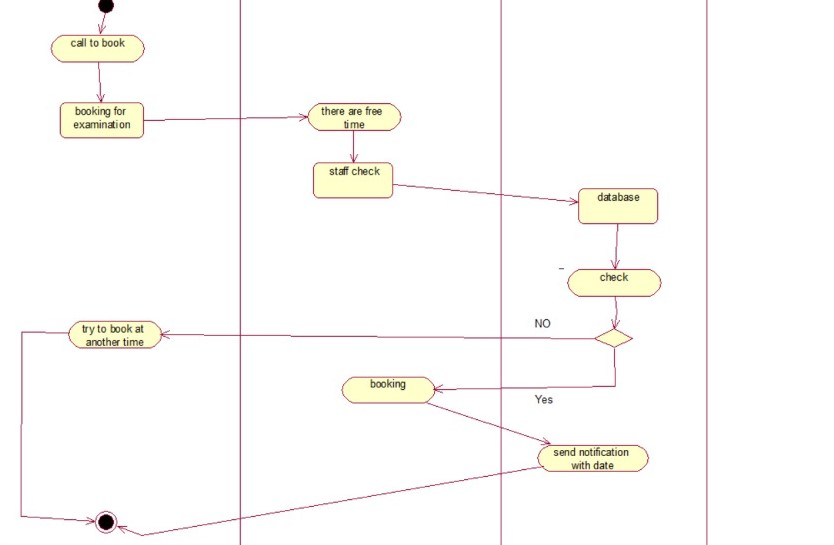 call to book
booking for
examination
there are free
time
staff check
database
check
NO
try to book at
another time
booking
Yes
send notification
with date